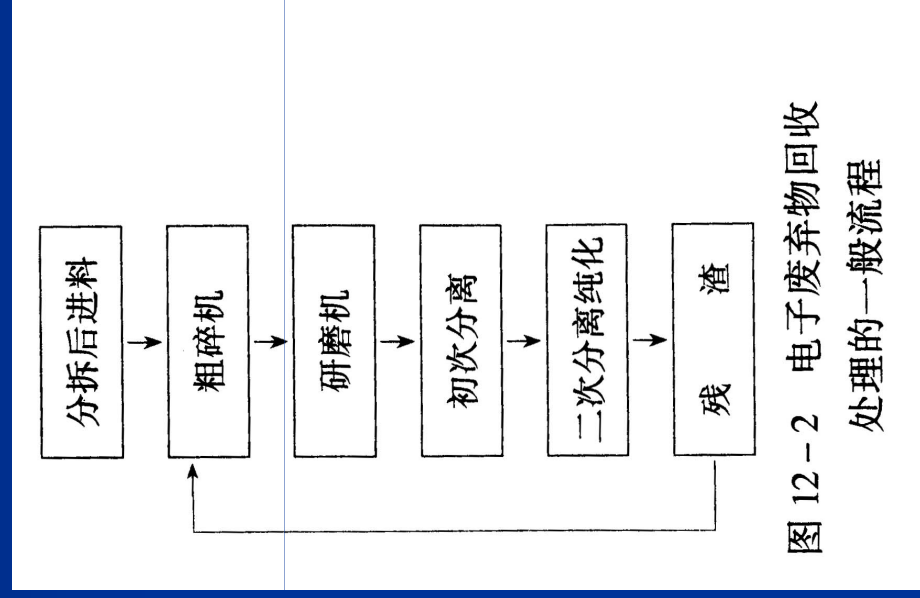 分拆后进料
粗碎机
研磨机
初次分离
二次分离纯化
残 渣
图 12-2 电子废弃物回收
处理的一般流程